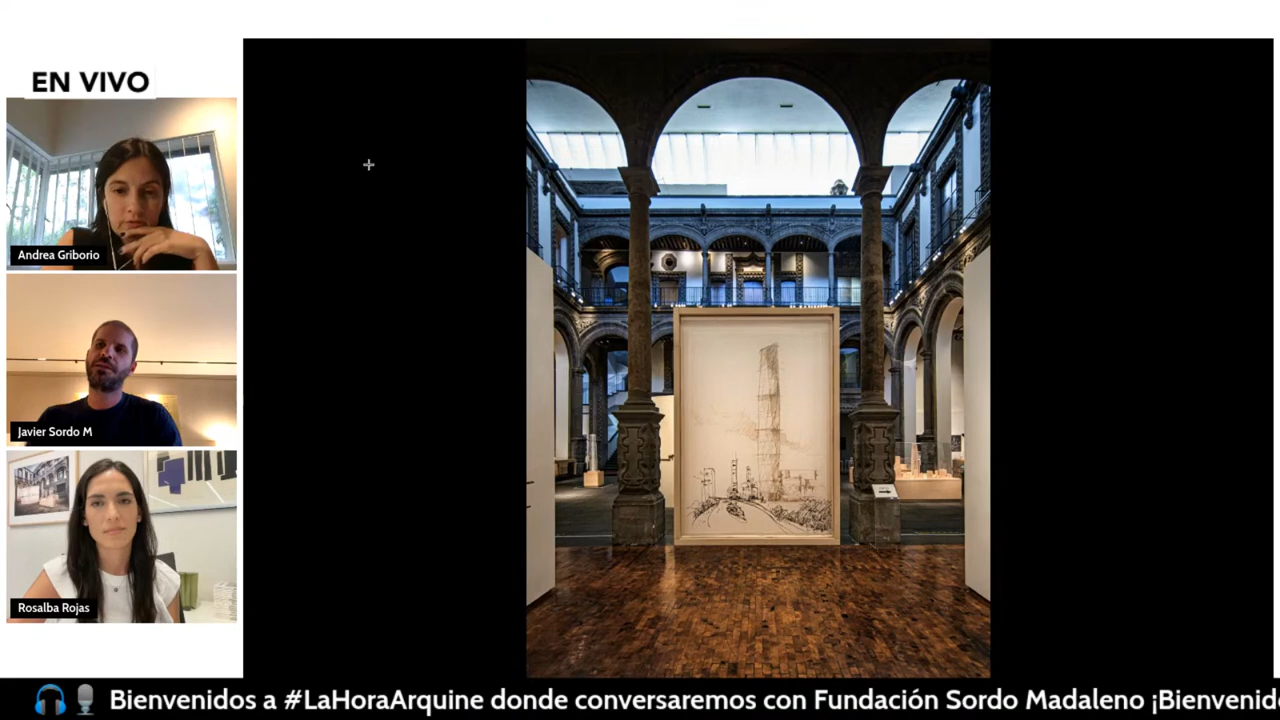 EN VIVO
Andrea Griborio
Javier Sordo M
Rosalba Rojas
Bienvenidos a #LaHoraArquine donde conversaremos con Fundación Sordo Madaleno ¡Bienvenid